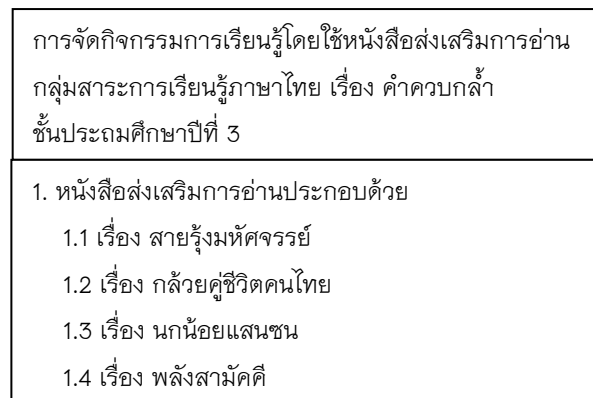 การจัดกิจกรรมการเรียนรู้โดยใช้หนังสือส่งเสริมการอ่าน
กลุ่มสาระการเรียนรู้ภาษาไทย เรื่อง คำควบกล้ำ
ชั้นประถมศึกษาปีที่ 3
1. หนังสือส่งเสริมการอ่านประกอบด้วย
1.1 เรื่อง สายรุ้งมหัศจรรย์
1.2 เรื่อง กล้วยคู่ชีวิตคนไทย
1.3 เรื่อง นกน้อยแสนซน
1.4 เรื่อง พลังสามัคคี